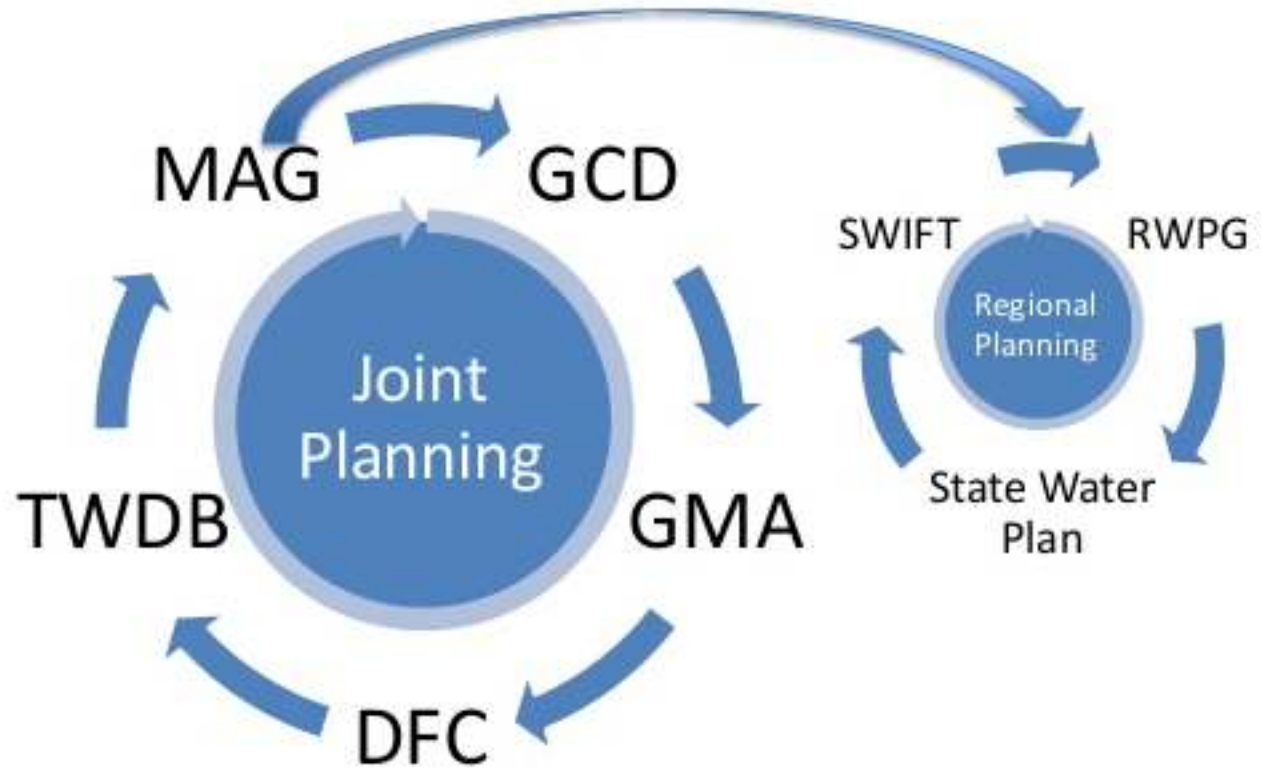 MAG
GCD
SWIFT
RWPG
Regional
Planning
Joint
Planning
TWDB
GMA
State Water
Plan
DFC